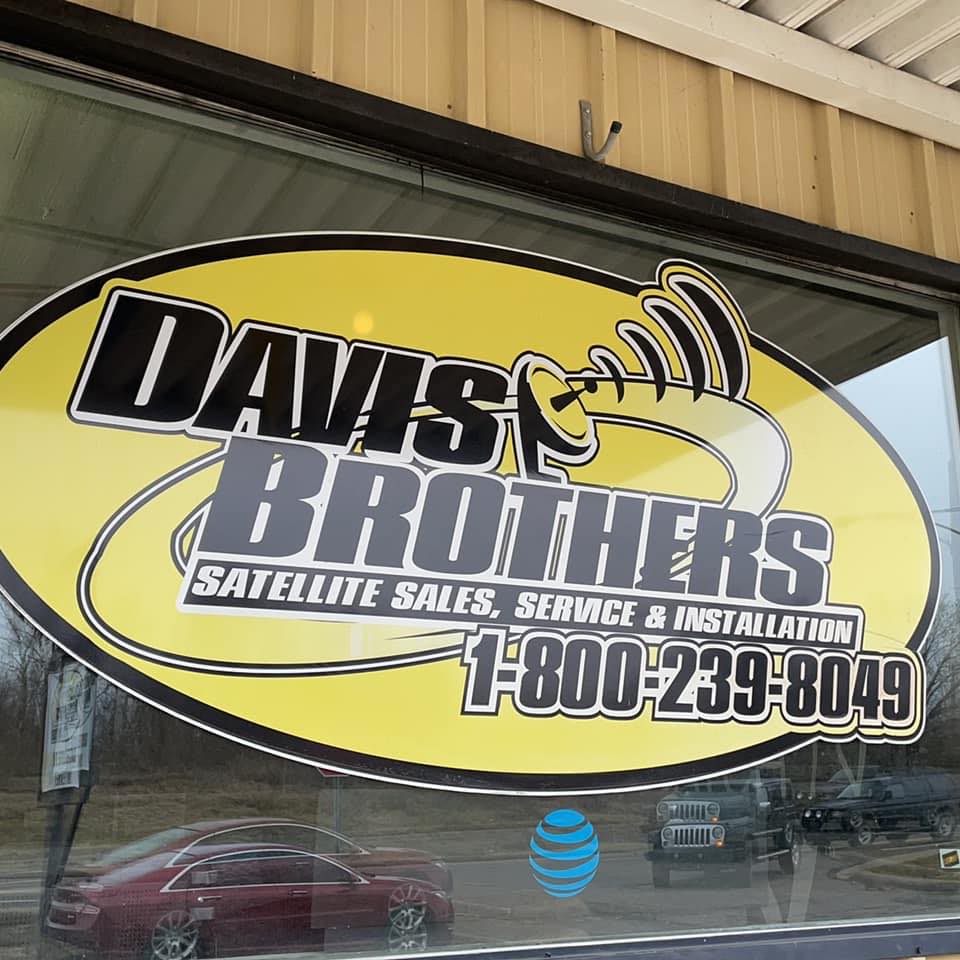 DAVIS
BROTHERS
SATELLITE SALES, SERVICE & INSTALLATION
1-800-239-8049